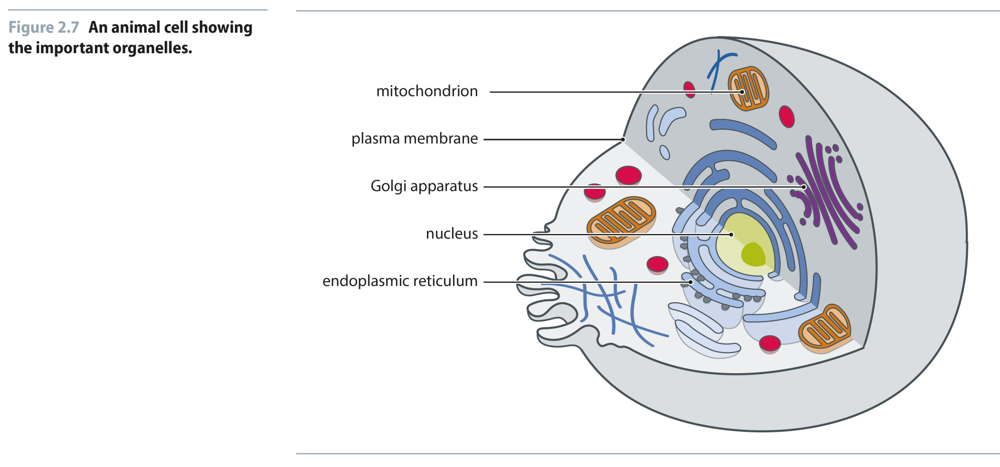 Figure 2.7 An animal cell showing
the important organelles.
mitochondrion
plasma membrane
Golgi apparatus
nucleus
endoplasmic reticulum